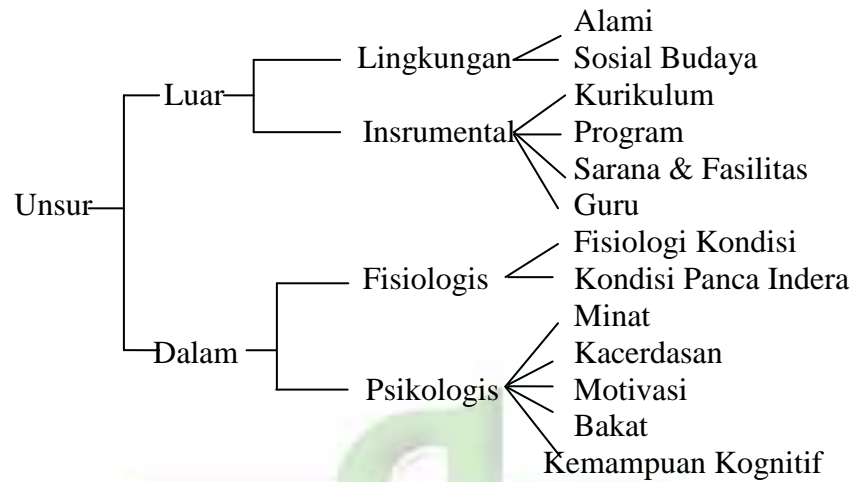 Alami
Lingkungan
Sosial Budaya
Luar
Kurikulum
Insrumental
Program
Sarana & Fasilitas
Unsur
Guru
Fisiologi Kondisi
Fisiologis
Kondisi Panca Indera
Minat
Dalam
Kacerdasan
Psikologis
Motivasi
Bakat
Kemampuan Kognitif